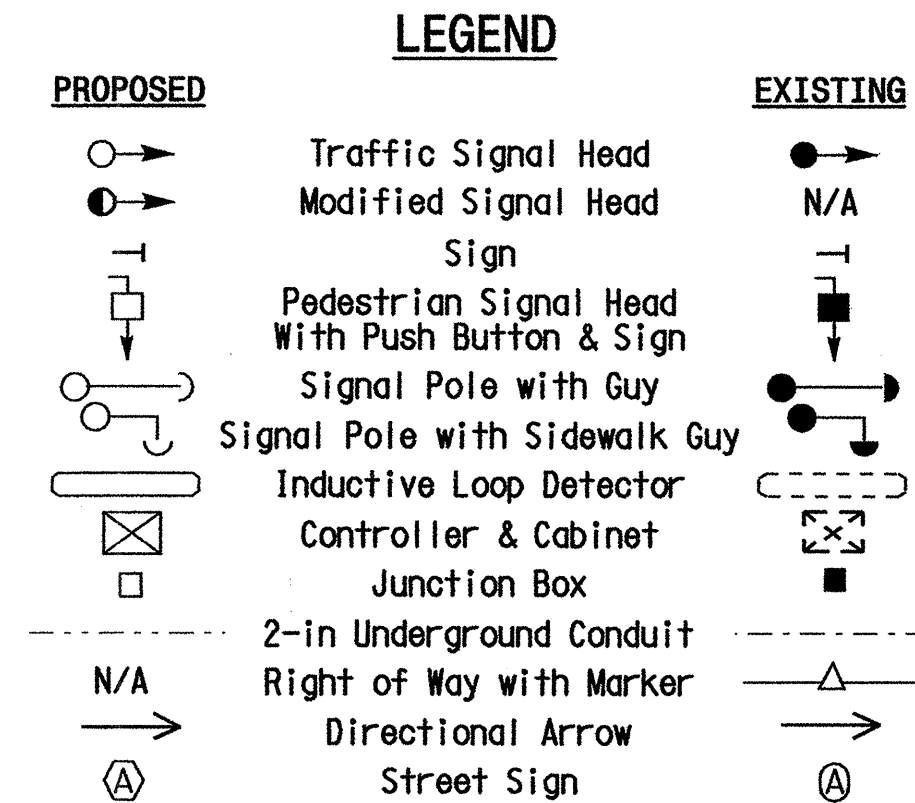 LEGEND
PROPOSED EXISTING
Traffic Signal Head
Modified Signal Head N/A
Sign
Pedestrian Signal Head
With Push Button & Sign
Signal Pole with Guy
Signal Pole with Sidewalk Guy
Inductive Loop Detector
Controller & Cabinet
Junction Box
2-in Underground Conduit
N/A Right of Way with Marker
Directional Arrow
A Street Sign A